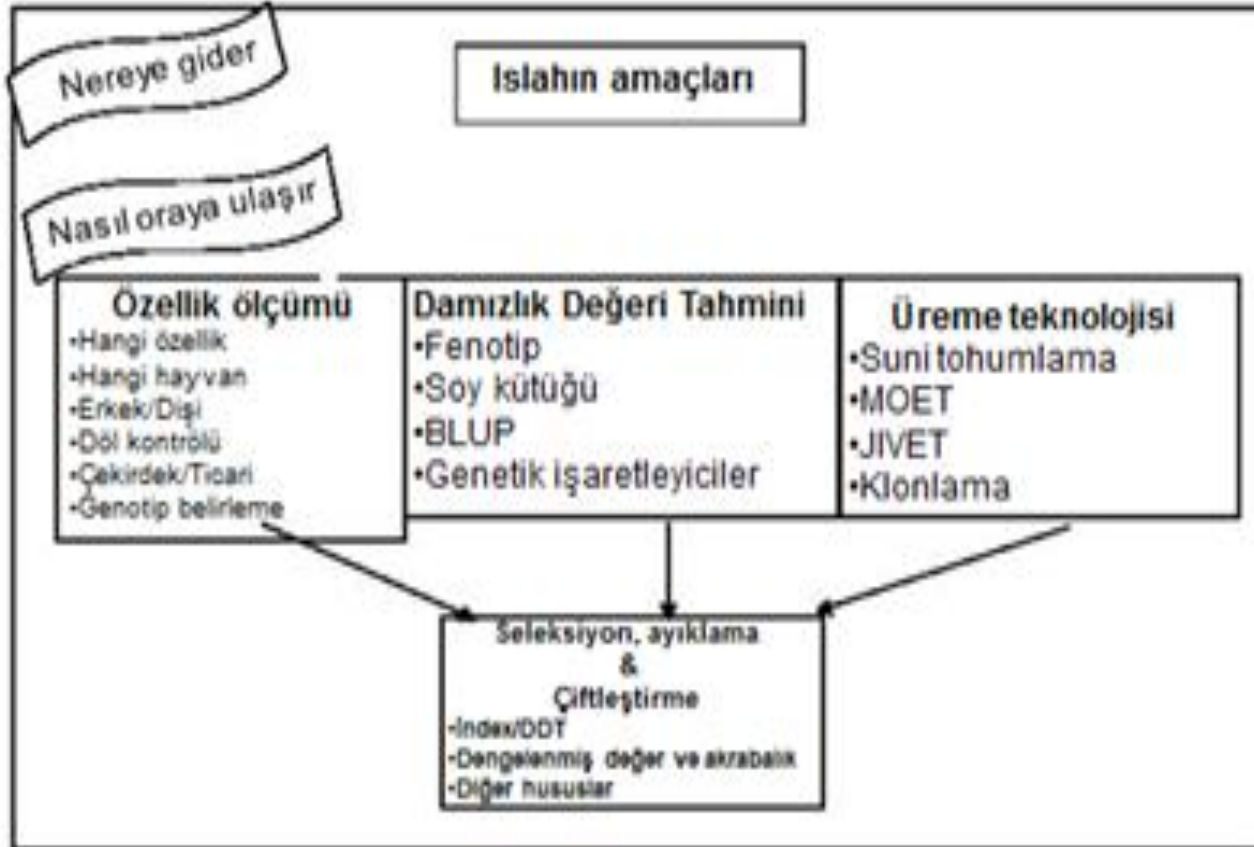 Nereye gider
Islahın amaçları
Nasıl oraya ulaşır
Özellik ölçümü
•Hangi özellik
•Hangi hayvan
•Erkek/Dişi
•Döl kontrölü
•Çekirdek/Ticari
•Genotip belirleme
Damızlık Değeri Tahmini
•Fenotip
•Soy kütüğü
•BLUP
•Genetik işaretleyiciler
Üreme teknolojisi
•Suni tohumlama
•MOET
•JIVET
•Klonlama
Seleksiyon, ayıklama
&
Çiftleştirme
•Index/DDT
•Dengelenmiş değer ve akrabalık
•Diğer hususlar